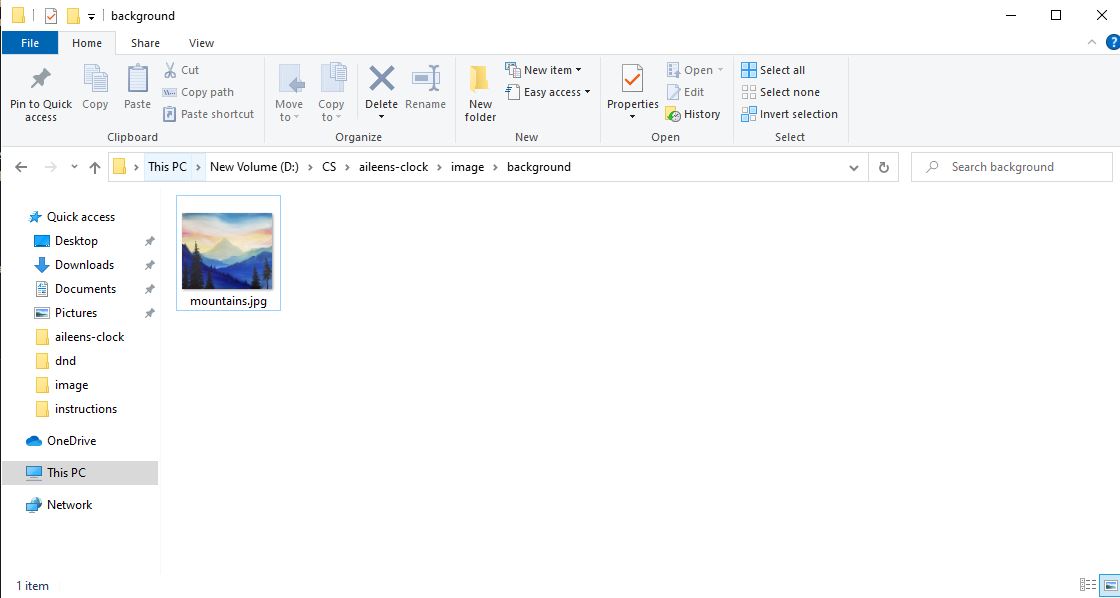 background
File Home Share View
Pin to Quick access
Copy
Paste
Cut
Copy path
Paste shortcut
Clipboard
Move to
Copy to
Delete
Rename
Organize
New folder
New item
Easy access
New
Properties
Open
Edit
History
Open
Select all
Select none
Invert selection
Select
This PC > New Volume (D:) > CS > aileens-clock > image > background
Search background
Quick access
Desktop
Downloads
Documents
Pictures
aileens-clock
dnd
image
instructions
OneDrive
This PC
Network
mountains.jpg
1 item